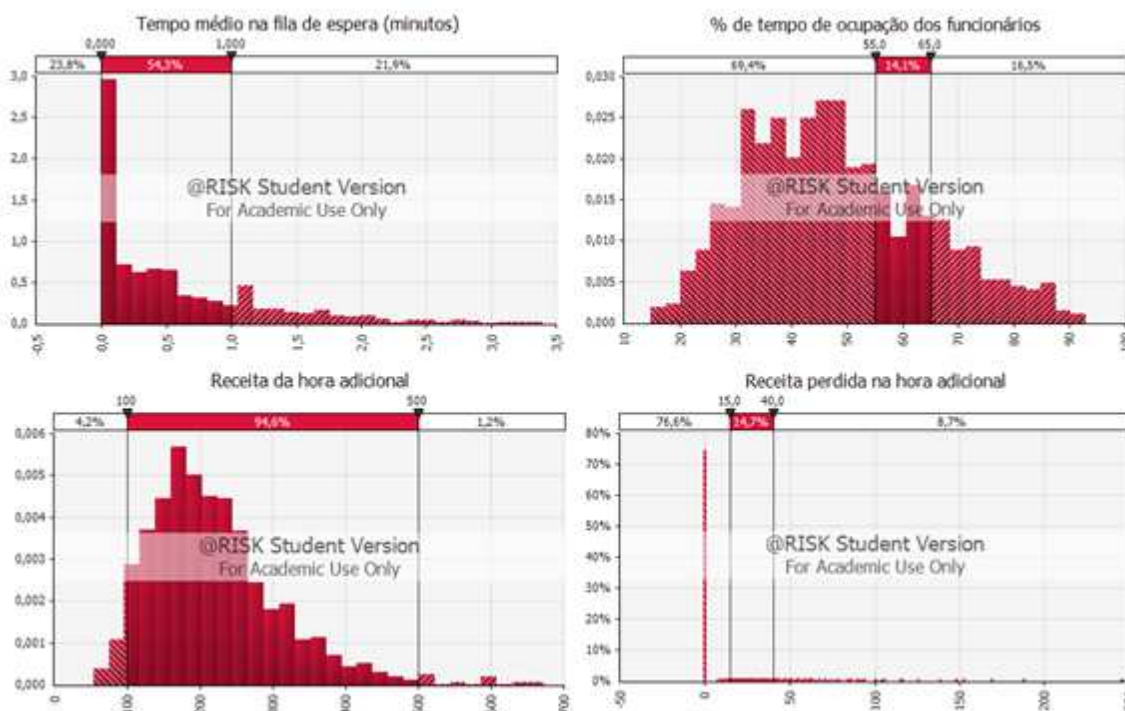 Tempo médio na fila de espera (minutos)
0,000 1,000
23,8% 54,3% 21,9%
3,0
2,5
2,0
1,5
1,0
0,5
0,0
@RISK Student Version
For Academic Use Only
-0,5 0,0 0,5 1,0 1,5 2,0 2,5 3,0 3,5
% de tempo de ocupação dos funcionários
55,0 65,0
69,4% 14,1% 16,5%
0,030
0,025
0,020
0,015
0,010
0,005
0,000
@RISK Student Version
For Academic Use Only
10 20 30 40 50 60 70 80 90 100
Receita da hora adicional
100 500
4,2% 94,6% 1,2%
0,006
0,005
0,004
0,003
0,002
0,001
0,000
@RISK Student Version
For Academic Use Only
0 100 200 300 400 500 600 700
Receita perdida na hora adicional
15,0 40,0
76,6% 14,7% 8,7%
80%
70%
60%
50%
40%
30%
20%
10%
0%
@RISK Student Version
For Academic Use Only
-50 0 50 100 150 200